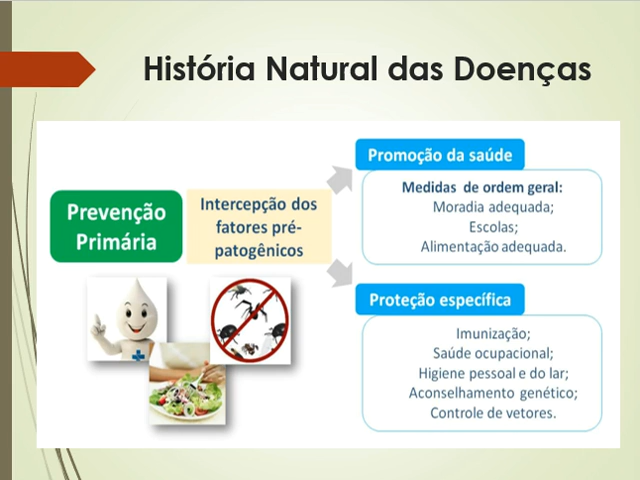 História Natural das Doenças
Prevenção
Primária
Intercepção dos
fatores pré-
patogênicos
Promoção da saúde
Medidas de ordem geral:
Moradia adequada;
Escolas;
Alimentação adequada.
Proteção específica
Imunização;
Saúde ocupacional;
Higiene pessoal e do lar;
Aconselhamento genético;
Controle de vetores.